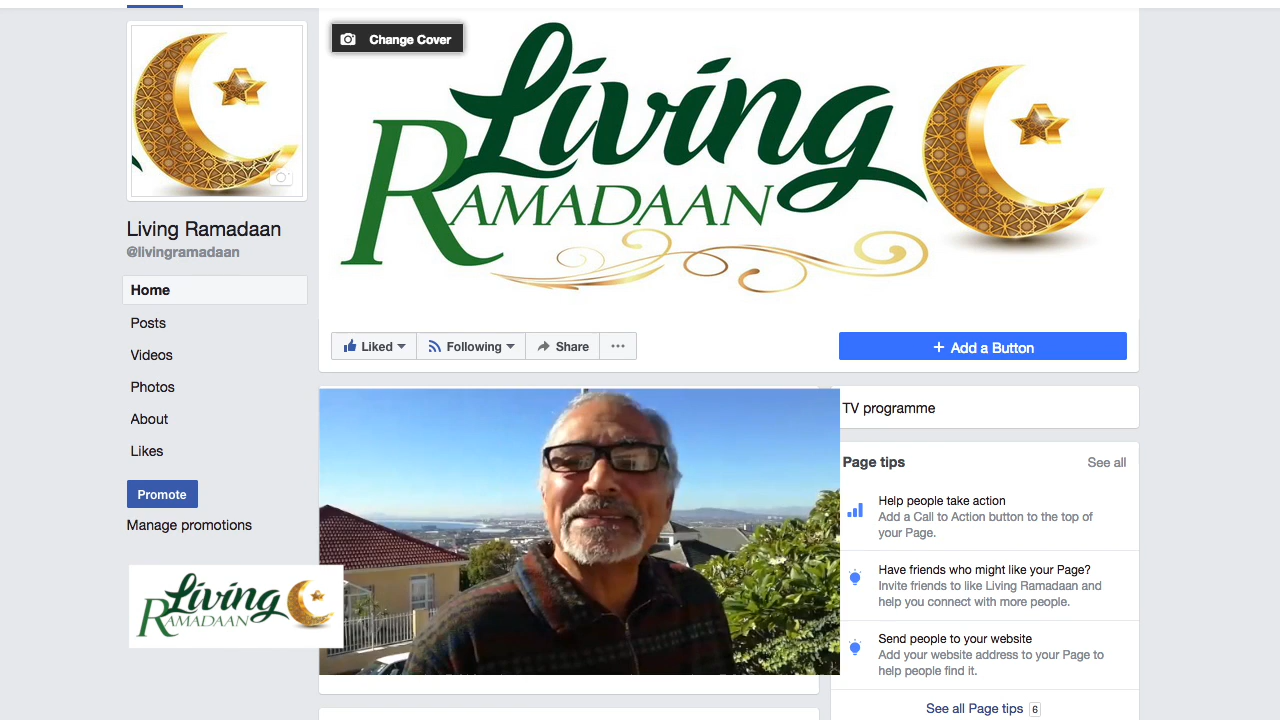 Change Cover
Living
RAMADAAN
Living Ramadaan
@livingramadaan
Home
Posts
Videos
Photos
About
Likes
Promote
Manage promotions
Living
RAMADAAN
Liked
Following
Share
+ Add a Button
TV programme
Page tips
See all
Help people take action
Add a Call to Action button to the top of
your Page.
Have friends who might like your Page?
Invite friends to like Living Ramadaan and
help you connect with more people.
Send people to your website
Add your website address to your Page to
help people find it.
See all Page tips 6